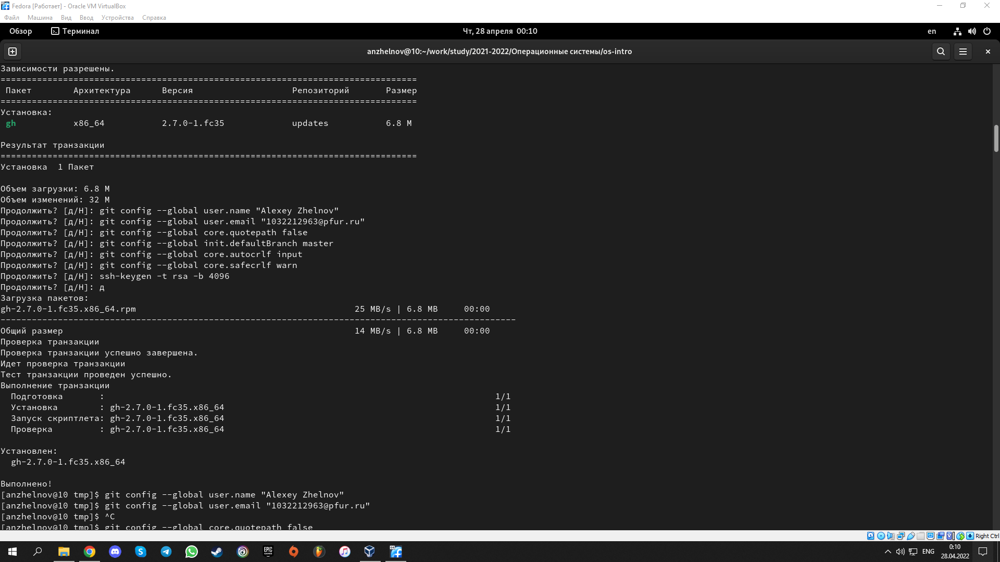 Fedora [Работает] - Oracle VM VirtualBox
Файл Машина Вид Ввод Устройства Справка
Обзор Терминал Чт, 28 апреля 00:10 en
anzhelnov@10:~/work/study/2021-2022/Операционные системы/os-intro
Зависимости разрешены.
================================================================================
Пакет Архитектура Версия Репозиторий Размер
================================================================================
Установка:
gh x86_64 2.7.0-1.fc35 updates 6.8 M
Результат транзакции
================================================================================
Установка 1 Пакет
Объем загрузки: 6.8 M
Объем изменений: 32 M
Продолжить? [д/Н]: git config --global user.name "Alexey Zhelnov"
Продолжить? [д/Н]: git config --global user.email "1032212963@pfur.ru"
Продолжить? [д/Н]: git config --global core.quotepath false
Продолжить? [д/Н]: git config --global init.defaultBranch master
Продолжить? [д/Н]: git config --global core.autocrlf input
Продолжить? [д/Н]: git config --global core.safecrlf warn
Продолжить? [д/Н]: ssh-keygen -t rsa -b 4096
Продолжить? [д/Н]: д
Загрузка пакетов:
gh-2.7.0-1.fc35.x86_64.rpm 25 MB/s | 6.8 MB 00:00
---------------------------------------------------------------------------------------------------
Общий размер 14 MB/s | 6.8 MB 00:00
Проверка транзакции
Проверка транзакции успешно завершена.
Идет проверка транзакции
Тест транзакции проведен успешно.
Выполнение транзакции
Подготовка : 1/1
Установка : gh-2.7.0-1.fc35.x86_64 1/1
Запуск скриптлета: gh-2.7.0-1.fc35.x86_64 1/1
Проверка : gh-2.7.0-1.fc35.x86_64 1/1
Установлен:
gh-2.7.0-1.fc35.x86_64
Выполнено!
[anzhelnov@10 tmp]$ git config --global user.name "Alexey Zhelnov"
[anzhelnov@10 tmp]$ git config --global user.email "1032212963@pfur.ru"
[anzhelnov@10 tmp]$ ^C
[anzhelnov@10 tmp]$ git config --global core.quotepath false
Right Ctrl
EPIC GAMES
ENG
0:10
28.04.2022